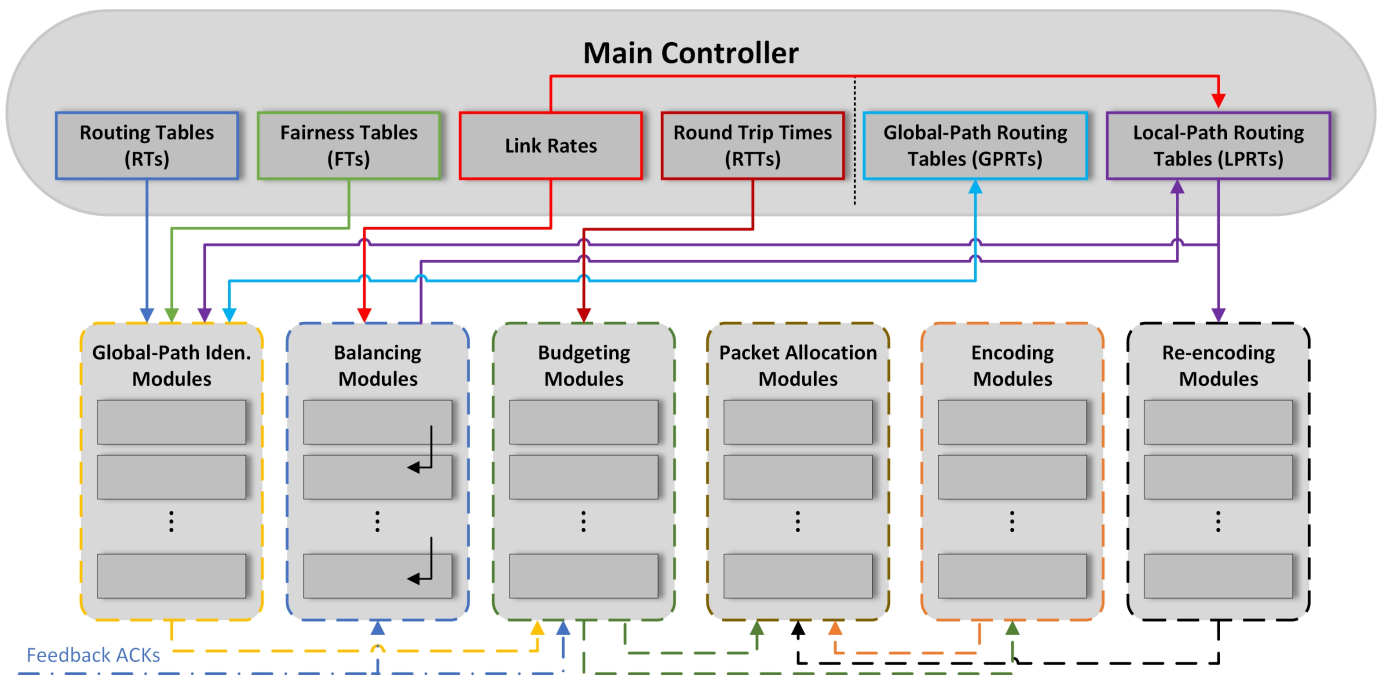 Main Controller
Routing Tables
(RTs)
Fairness Tables
(FTs)
Link Rates
Round Trip Times
(RTTs)
Global-Path Routing
Tables (GPRTs)
Local-Path Routing
Tables (LPRTs)
Global-Path Iden.
Modules
Balancing
Modules
Budgeting
Modules
Packet Allocation
Modules
Encoding
Modules
Re-encoding
Modules
Feedback ACKs